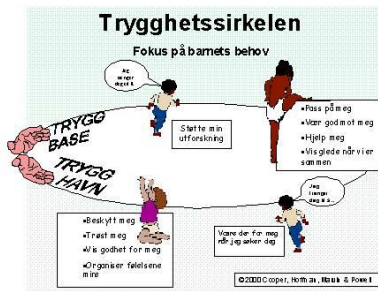 Trygghetssirkelen
Fokus på barnets behov
Jeg
trenger
deg til å..
TRYGG
BASE
Støtte min
utforskning
•Pass på meg
•Vær god mot meg
•Hjelp meg
•Vis glede når vi er
sammen
TRYGG
HAVN
•Beskytt meg
•Trøst meg
•Vis godhet for meg
•Organiser følelsene
mine
Være der for meg
når jeg søker deg
Jeg
trenger
deg til å...
©2000 Cooper, Hoffman, Marvin & Powell